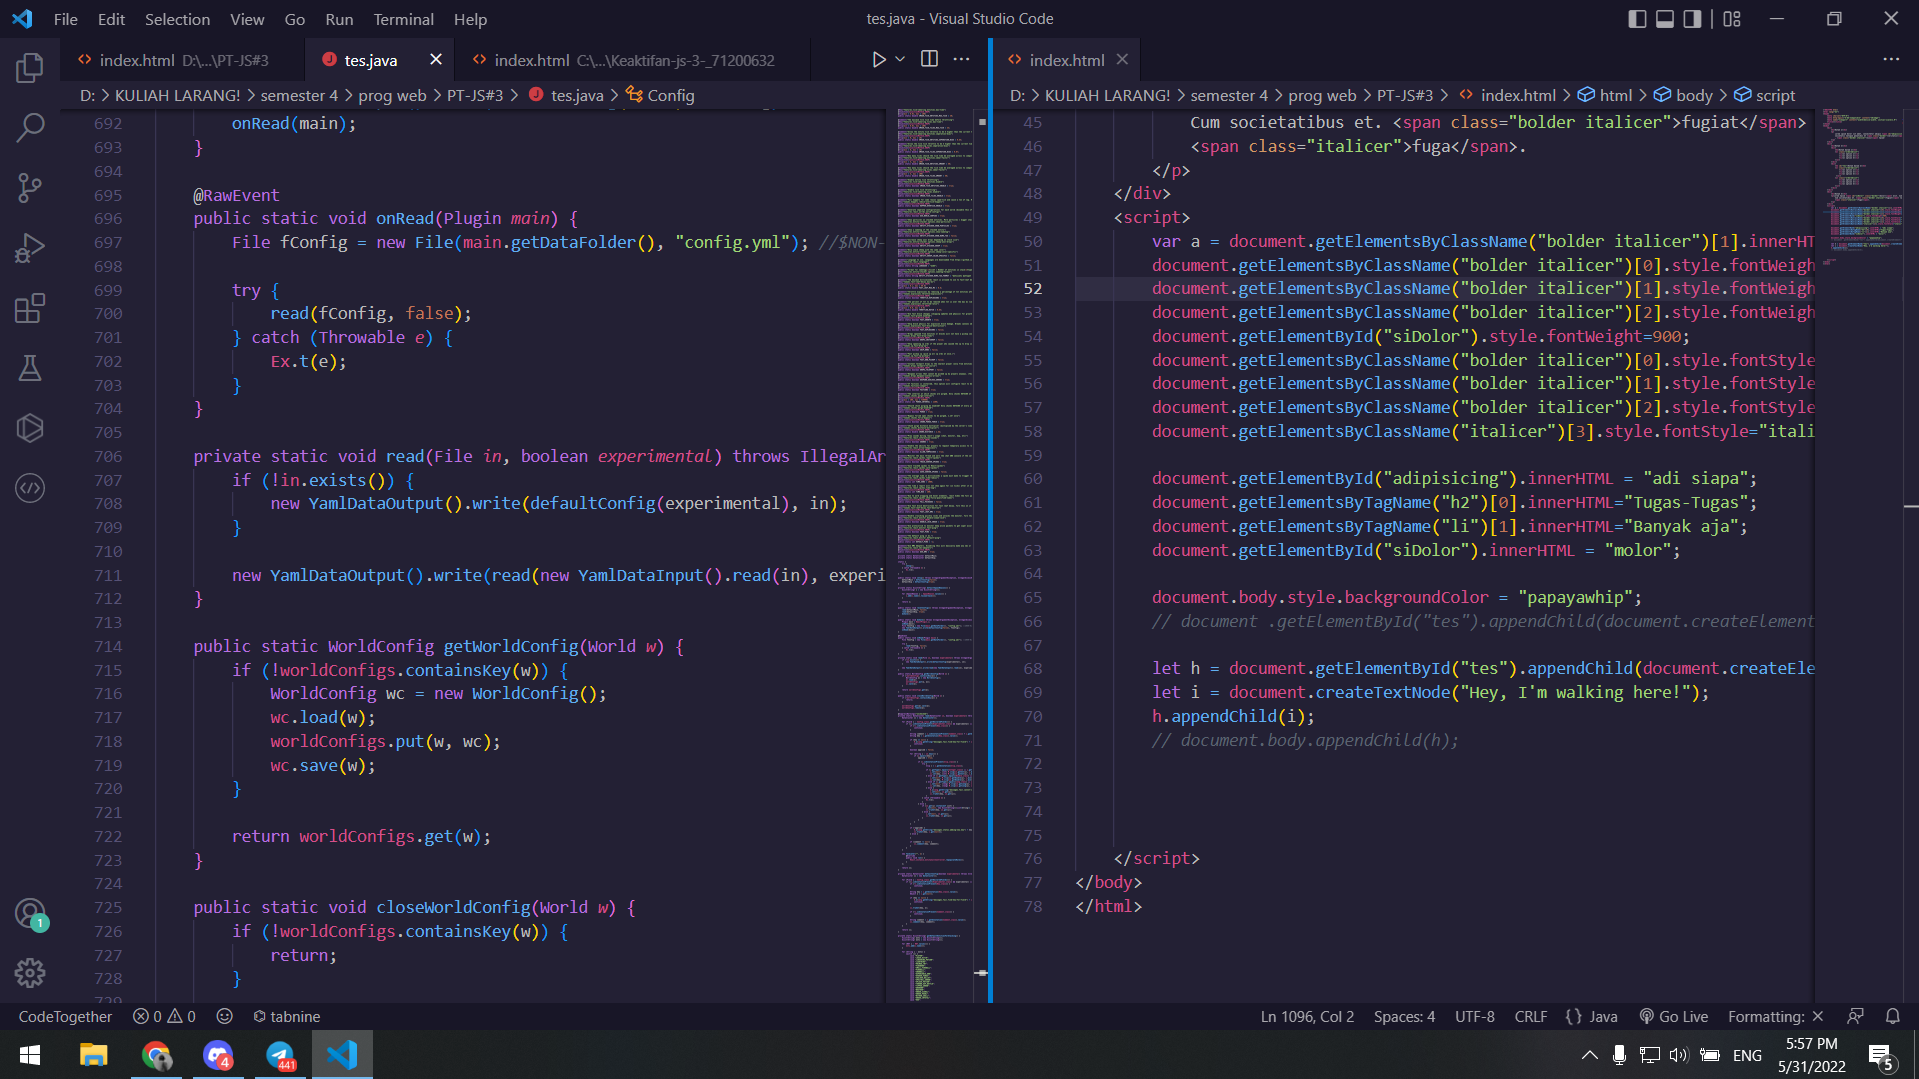 File Edit Selection View Go Run Terminal Help
tes.java - Visual Studio Code
index.html D:\...\PT-JS#3
tes.java
index.html C:\...\Keaktifan-js-3-_71200632
D: > KULIAH LARANG! > semester 4 > prog web > PT-JS#3 > tes.java > Config
692 onRead(main);
693 }
694
695 @RawEvent
696 public static void onRead(Plugin main) {
697 File fConfig = new File(main.getDataFolder(), "config.yml"); //$NON-
698
699 try {
700 read(fConfig, false);
701 } catch (Throwable e) {
702 Ex.t(e);
703 }
704 }
705
706 private static void read(File in, boolean experimental) throws IllegalAr
707 if (!in.exists()) {
708 new YamlDataOutput().write(defaultConfig(experimental), in);
709 }
710
711 new YamlDataOutput().write(read(new YamlDataInput().read(in), experi
712 }
713
714 public static WorldConfig getWorldConfig(World w) {
715 if (!worldConfigs.containsKey(w)) {
716 WorldConfig wc = new WorldConfig();
717 wc.load(w);
718 worldConfigs.put(w, wc);
719 wc.save(w);
720 }
721
722 return worldConfigs.get(w);
723 }
724
725 public static void closeWorldConfig(World w) {
726 if (!worldConfigs.containsKey(w)) {
727 return;
728 }
729
index.html
D: > KULIAH LARANG! > semester 4 > prog web > PT-JS#3 > index.html > html > body > script
45 Cum societatibus et. <span class="bolder italicer">fugiat</span>
46 <span class="italicer">fuga</span>.
47 </p>
48 </div>
49 <script>
50 var a = document.getElementsByClassName("bolder italicer")[1].innerHT
51 document.getElementsByClassName("bolder italicer")[0].style.fontWeigh
52 document.getElementsByClassName("bolder italicer")[1].style.fontWeigh
53 document.getElementsByClassName("bolder italicer")[2].style.fontWeigh
54 document.getElementById("siDolor").style.fontWeight=900;
55 document.getElementsByClassName("bolder italicer")[0].style.fontStyle
56 document.getElementsByClassName("bolder italicer")[1].style.fontStyle
57 document.getElementsByClassName("bolder italicer")[2].style.fontStyle
58 document.getElementsByClassName("italicer")[3].style.fontStyle="itali
59
60 document.getElementById("adipisicing").innerHTML = "adi siapa";
61 document.getElementsByTagName("h2")[0].innerHTML="Tugas-Tugas";
62 document.getElementsByTagName("li")[1].innerHTML="Banyak aja";
63 document.getElementById("siDolor").innerHTML = "molor";
64
65 document.body.style.backgroundColor = "papayawhip";
66 // document .getElementById("tes").appendChild(document.createElement
67
68 let h = document.getElementById("tes").appendChild(document.createEle
69 let i = document.createTextNode("Hey, I'm walking here!");
70 h.appendChild(i);
71 // document.body.appendChild(h);
72
73
74
75
76 </script>
77 </body>
78 </html>
1
CodeTogether 0 0 tabnine
Ln 1096, Col 2 Spaces: 4 UTF-8 CRLF {} Java Go Live Formatting: ×
4
441
ENG
5:57 PM
5/31/2022
5